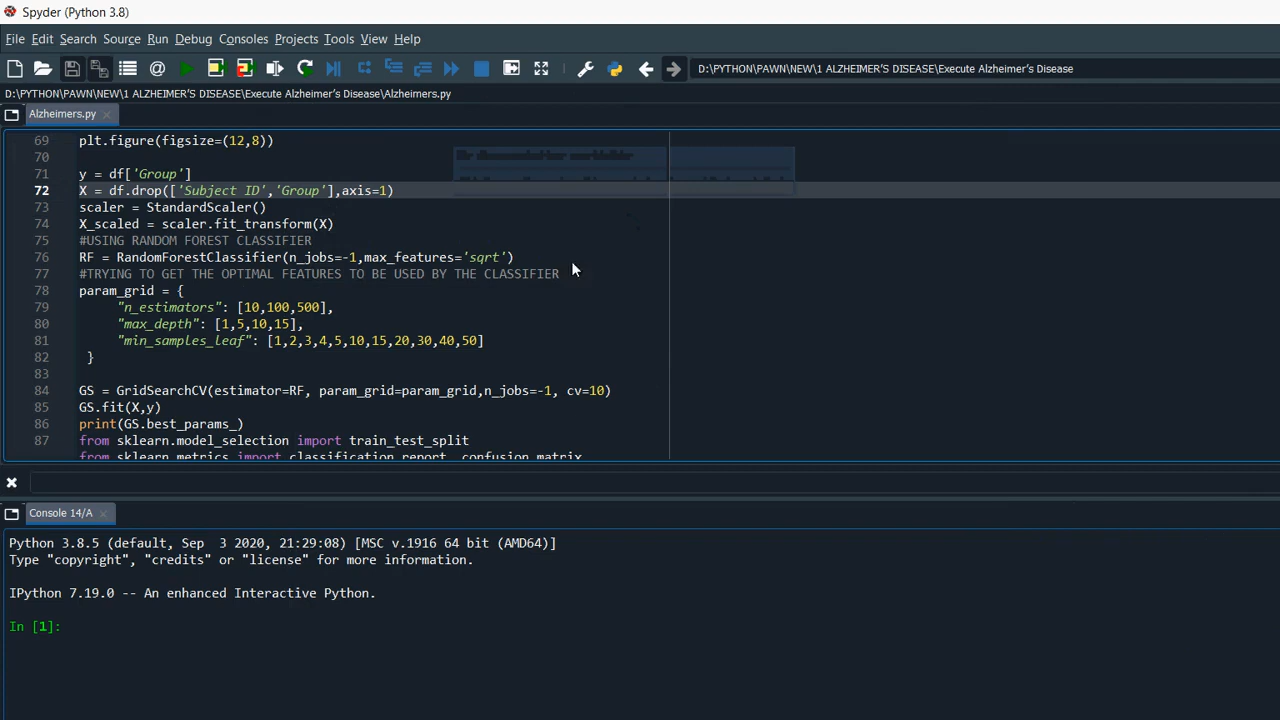 Spyder (Python 3.8)
File Edit Search Source Run Debug Consoles Projects Tools View Help
D:\PYTHON\PAWN\NEW\1 ALZHEIMER'S DISEASE\Execute Alzheimer's Disease
D:\PYTHON\PAWN\NEW\1 ALZHEIMER'S DISEASE\Execute Alzheimer's Disease\Alzheimers.py
Alzheimers.py
69 plt.figure(figsize=(12,8))
70
71 y = df['Group']
72 X = df.drop(['Subject ID','Group'],axis=1)
73 scaler = StandardScaler()
74 X_scaled = scaler.fit_transform(X)
75 #USING RANDOM FOREST CLASSIFIER
76 RF = RandomForestClassifier(n_jobs=-1,max_features='sqrt')
77 #TRYING TO GET THE OPTIMAL FEATURES TO BE USED BY THE CLASSIFIER
78 param_grid = {
79 "n_estimators": [10,100,500],
80 "max_depth": [1,5,10,15],
81 "min_samples_leaf": [1,2,3,4,5,10,15,20,30,40,50]
82 }
83
84 GS = GridSearchCV(estimator=RF, param_grid=param_grid,n_jobs=-1, cv=10)
85 GS.fit(X,y)
86 print(GS.best_params_)
87 from sklearn.model_selection import train_test_split
from sklearn.metrics import classification_report, confusion_matrix
Console 14/A
Python 3.8.5 (default, Sep  3 2020, 21:29:08) [MSC v.1916 64 bit (AMD64)]
Type "copyright", "credits" or "license" for more information.
IPython 7.19.0 -- An enhanced Interactive Python.
In [1]: